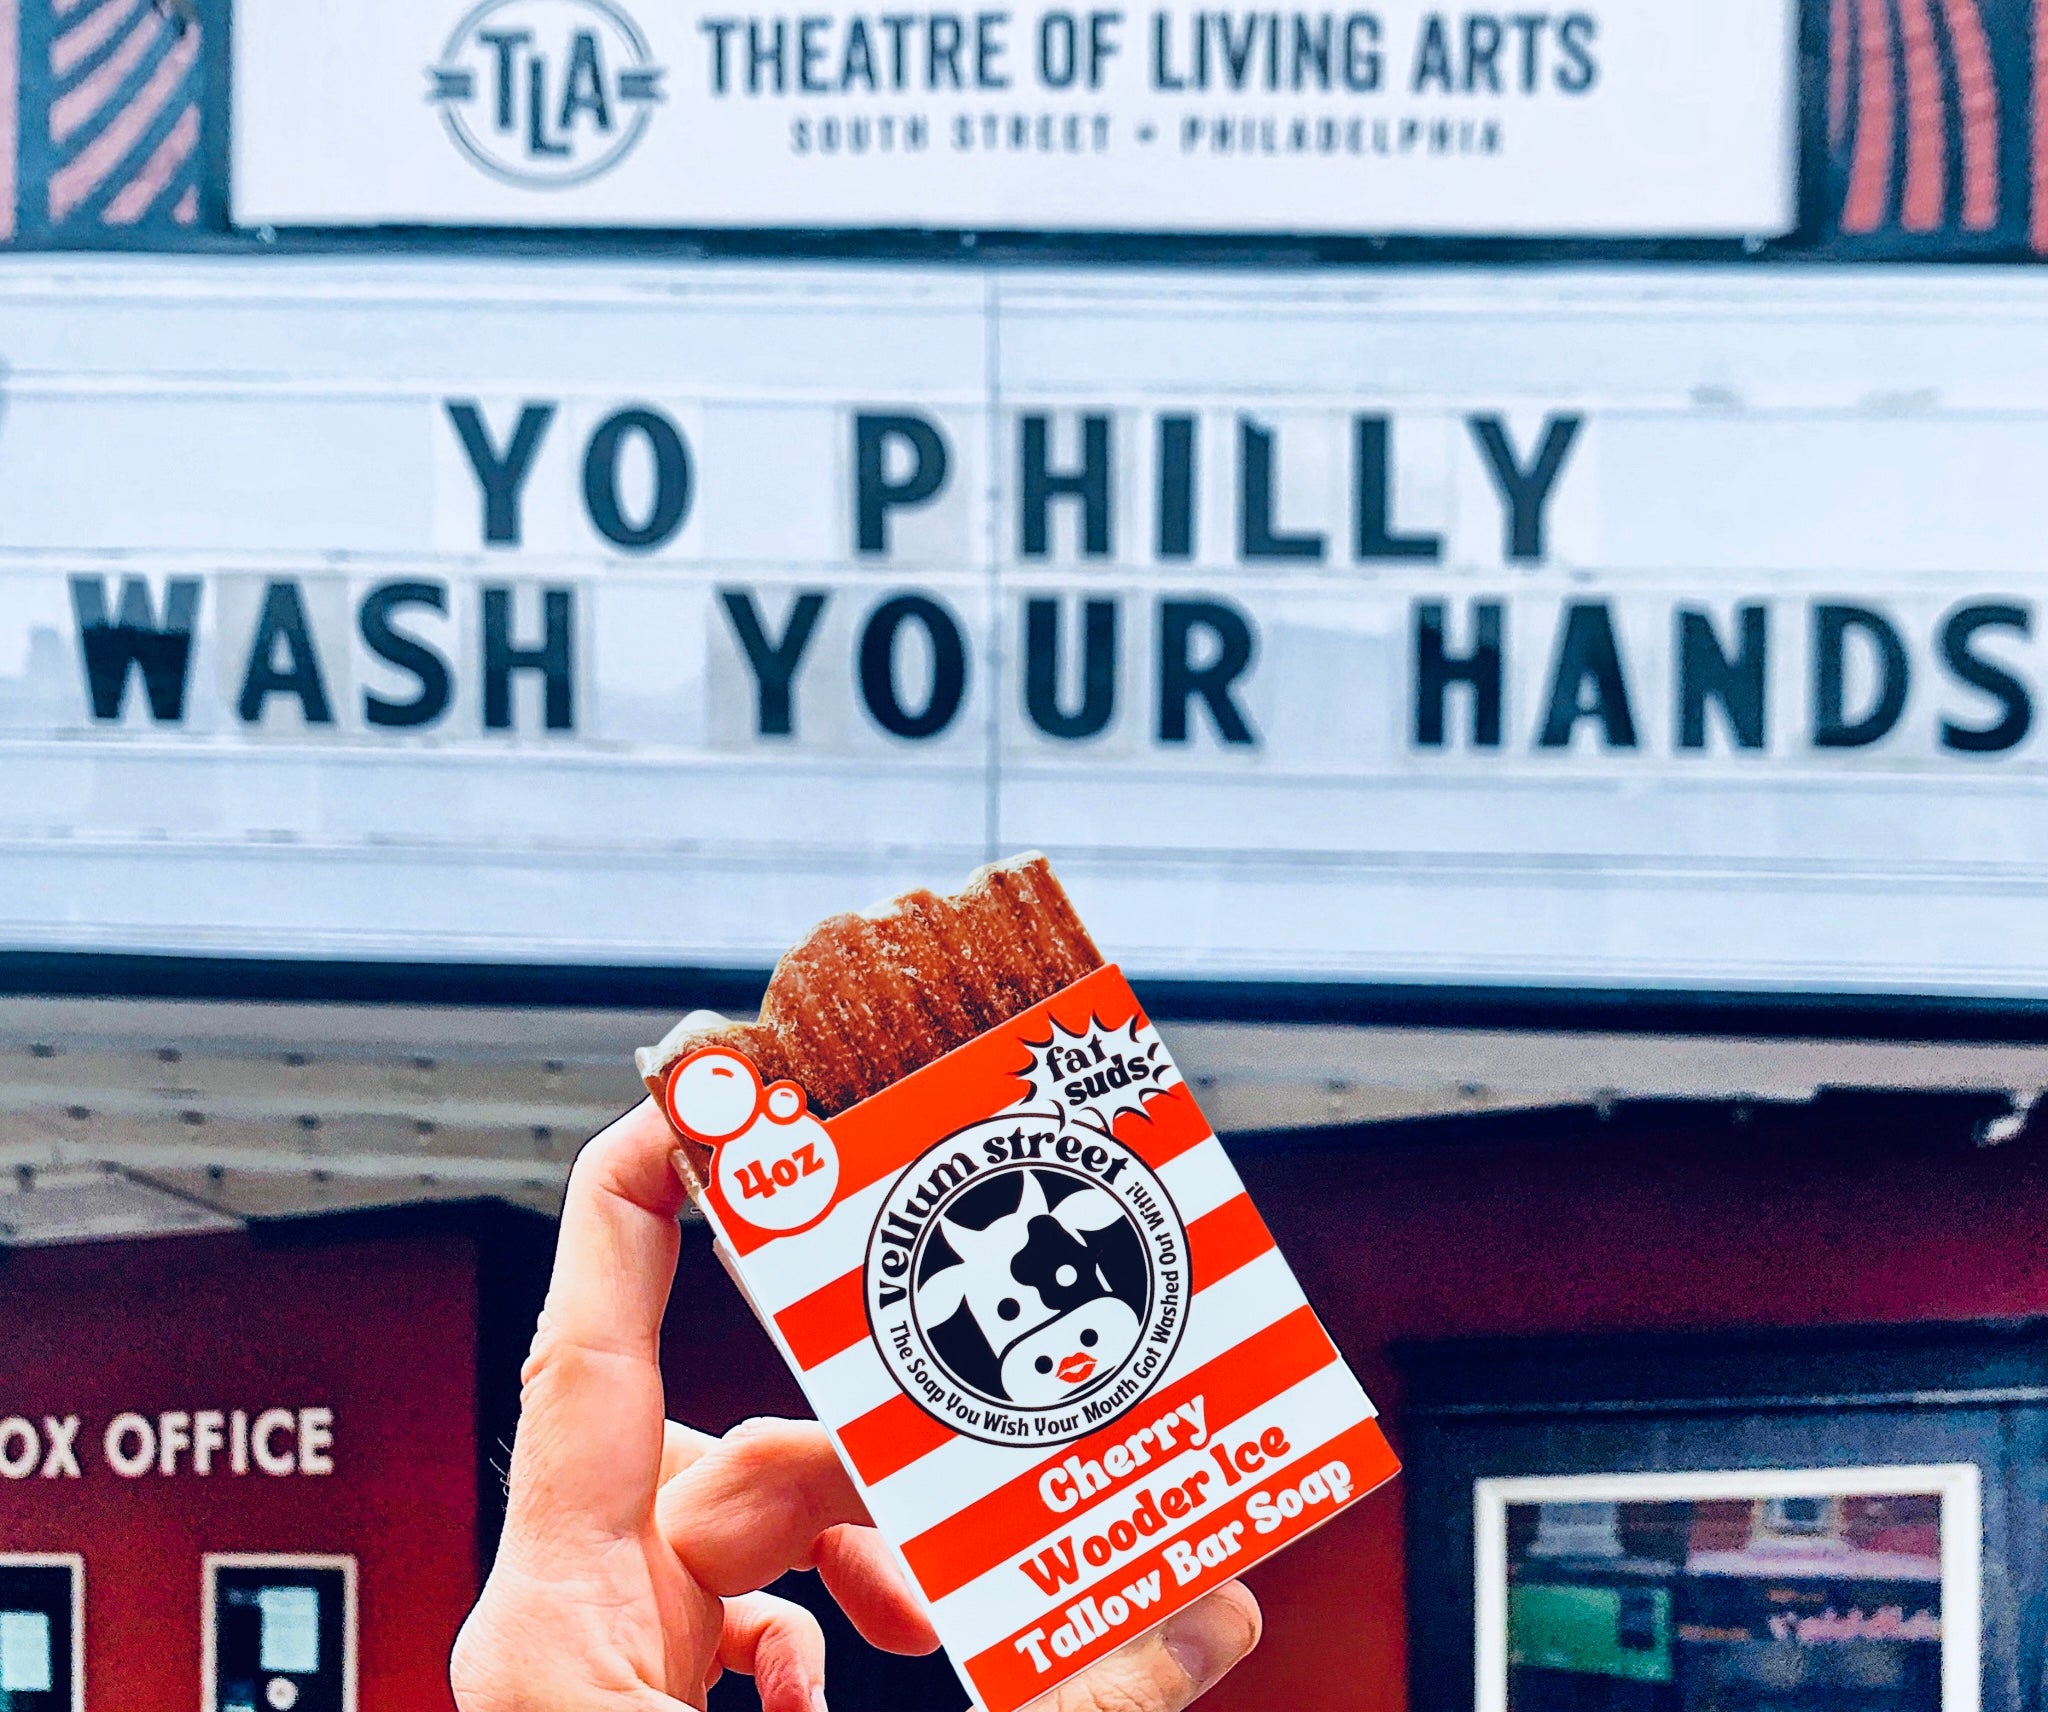 TLA
THEATRE OF LIVING ARTS
SOUTH STREET • PHILADELPHIA
YO PHILLY
WASH YOUR HANDS
fat
suds
4oz
vellum street
The Soap You Wish Your Mouth Got Washed Out With!
Cherry
Wooder Ice
Tallow Bar Soap
OX OFFICE